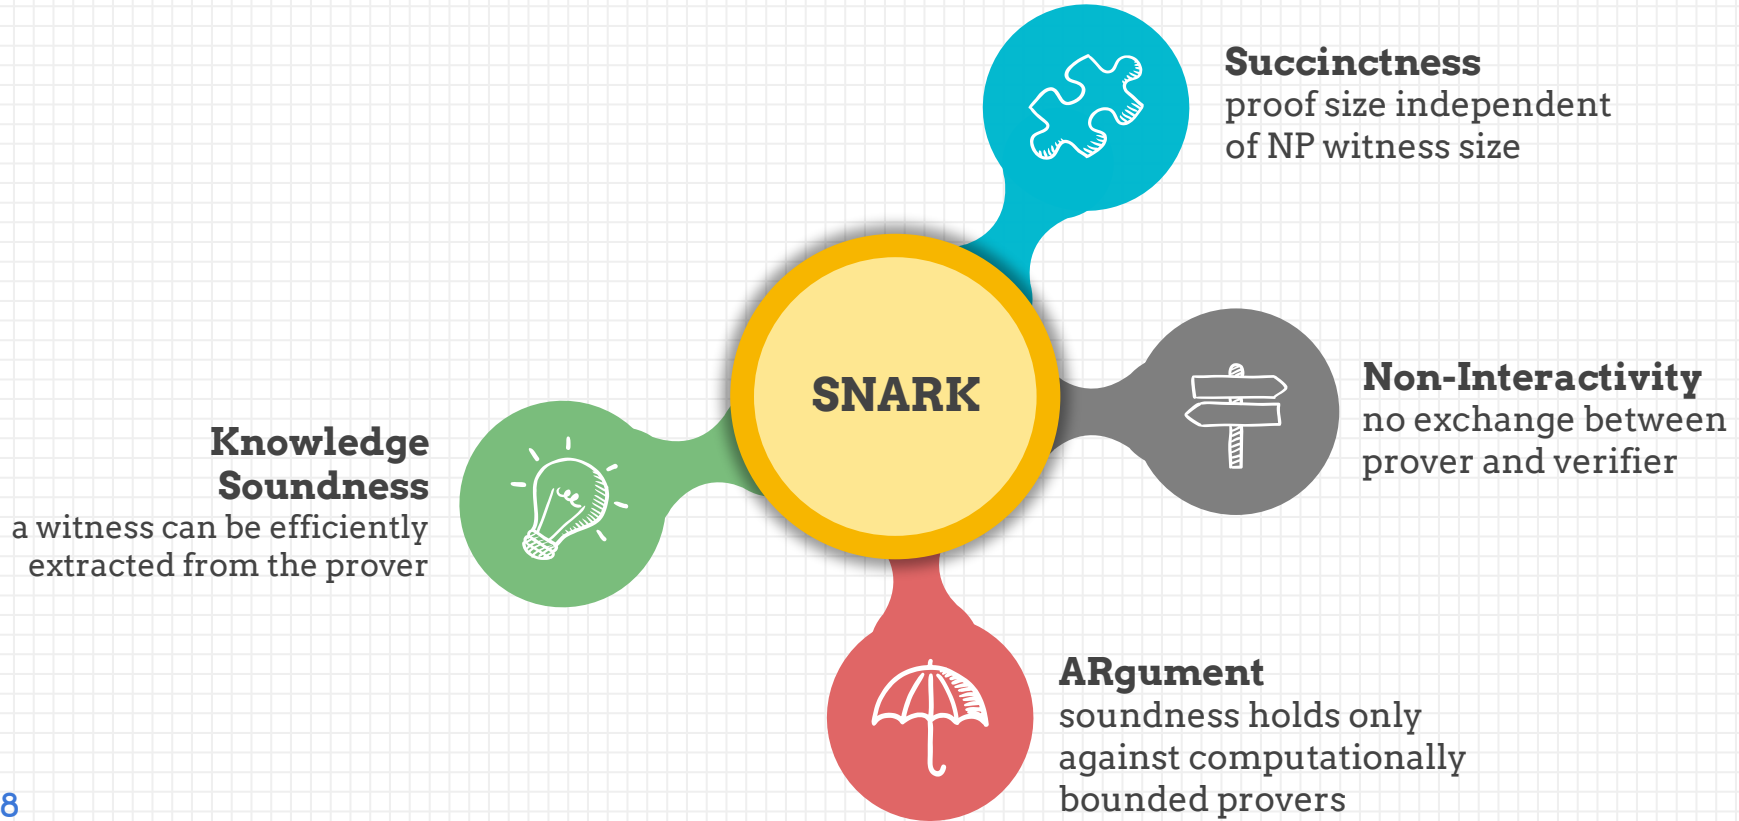 Succinctness
proof size independent
of NP witness size
SNARK
Non-Interactivity
no exchange between
prover and verifier
Knowledge
Soundness
a witness can be efficiently
extracted from the prover
ARgument
soundness holds only
against computationally
bounded provers
8